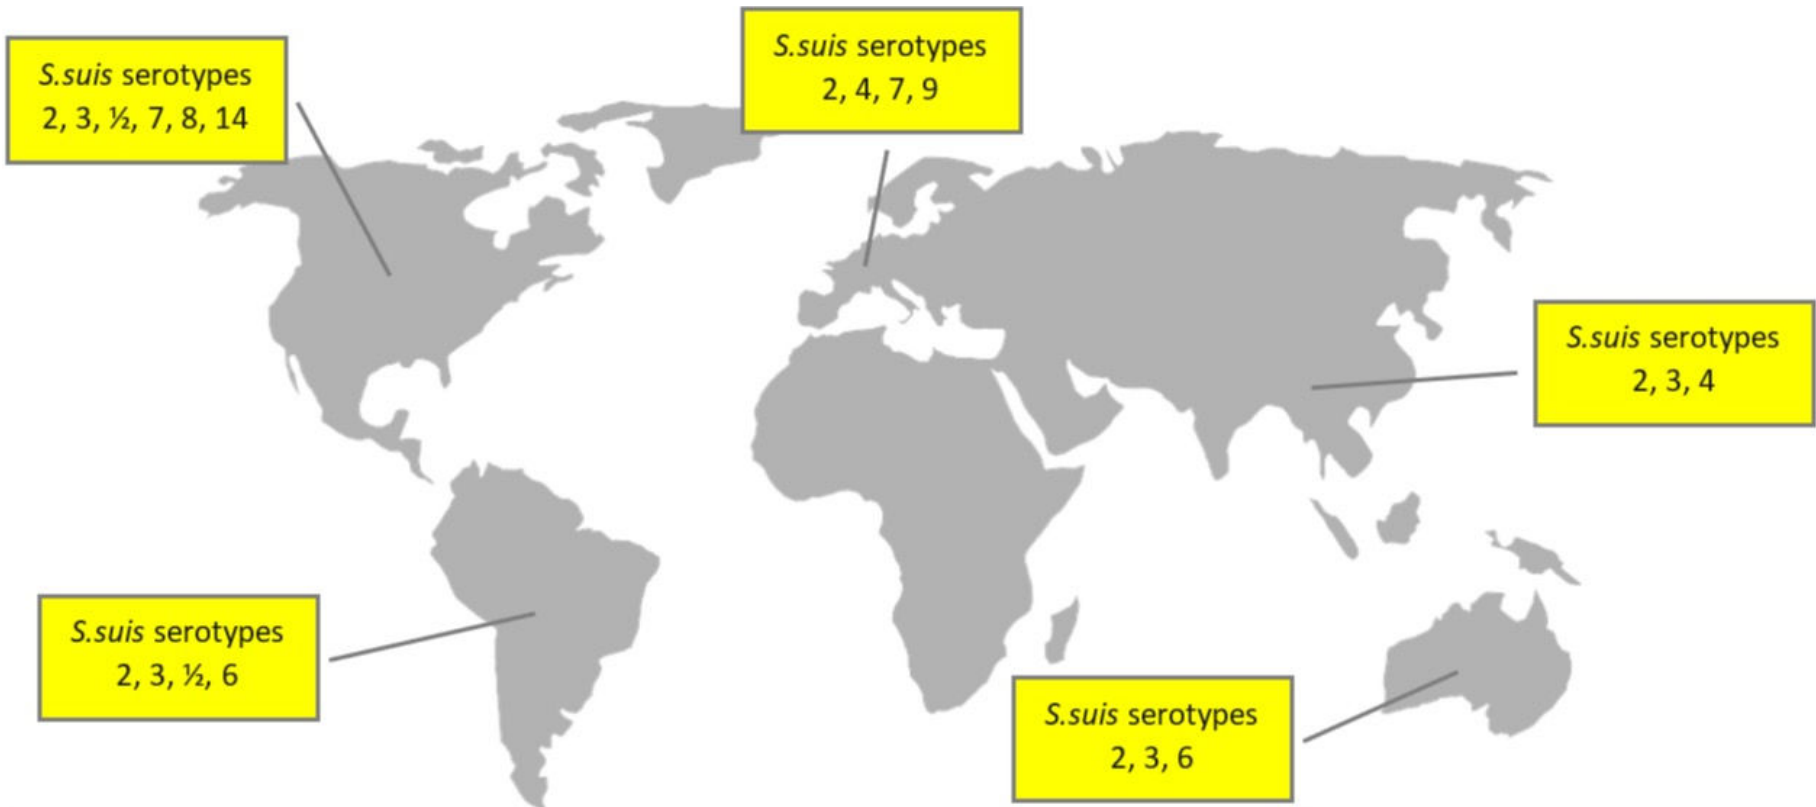 S.suis serotypes
2, 3, ½, 7, 8, 14
S.suis serotypes
2, 4, 7, 9
S.suis serotypes
2, 3, 4
S.suis serotypes
2, 3, ½, 6
S.suis serotypes
2, 3, 6